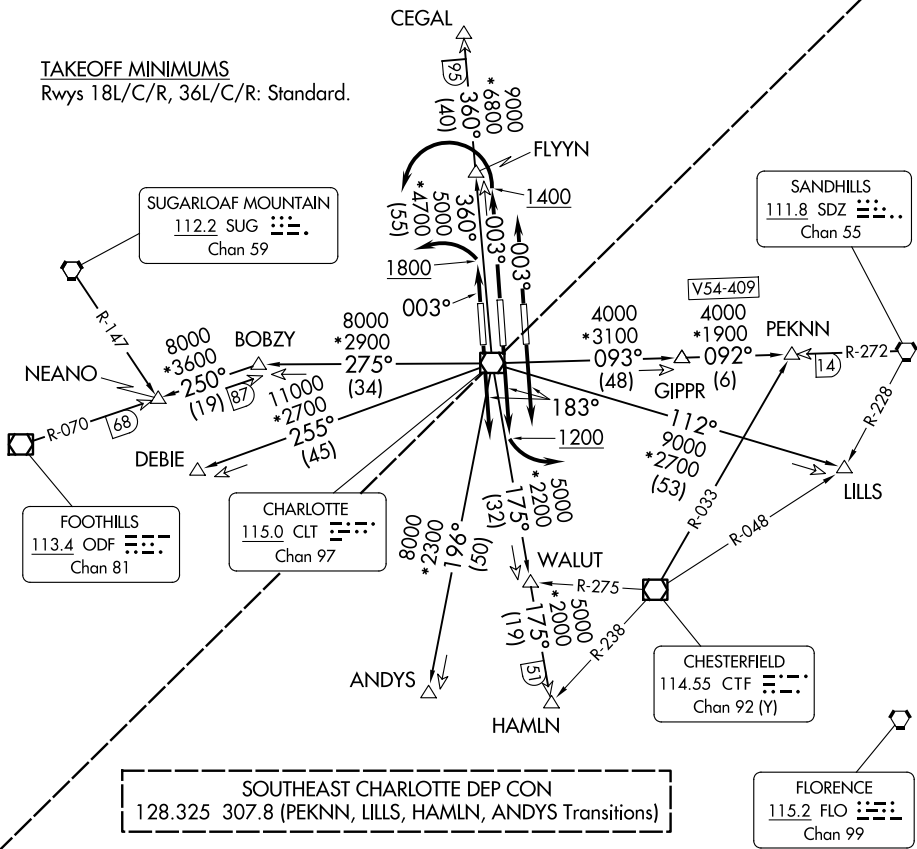 CEGAL
TAKEOFF MINIMUMS
Rwys 18L/C/R, 36L/C/R: Standard.
95
360°
9000
*6800
(40)
FLYYN
1400
SUGARLOAF MOUNTAIN
112.2 SUG
Chan 59
SANDHILLS
111.8 SDZ
Chan 55
360°
5000
*4700
(55)
003°
003°
1800
003°
R-147
NEANO
8000
*3600
250°
(19)
BOBZY
87
8000
*2900
275°
(34)
4000
*3100
093°
(48)
GIPPR
V54-409
4000
*1900
092°
(6)
PEKNN
14
R-272
R-228
R-070
68
11000
*2700
255°
(45)
DEBIE
183°
1200
112°
9000
*2700
(53)
LILLS
FOOTHILLS
113.4 ODF
Chan 81
CHARLOTTE
115.0 CLT
Chan 97
8000
*2300
196°
(50)
5000
*2200
175°
(32)
R-033
R-048
WALUT
R-275
5000
*2000
175°
(19)
51
R-238
ANDYS
HAMLN
CHESTERFIELD
114.55 CTF
Chan 92 (Y)
SOUTHEAST CHARLOTTE DEP CON
128.325 307.8 (PEKNN, LILLS, HAMLN, ANDYS Transitions)
FLORENCE
115.2 FLO
Chan 99